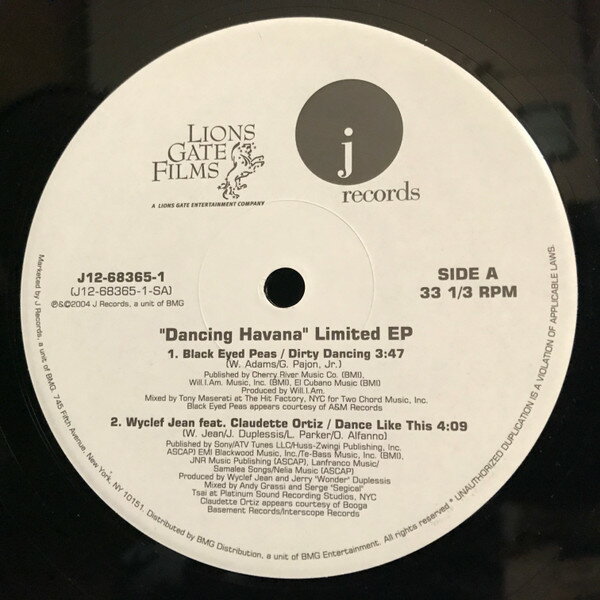 LIONS
GATE
FILMS
A LIONS GATE ENTERTAINMENT COMPANY
j
records
J12-68365-1
(J12-68365-1-SA)
℗&©2004 J Records, a unit of BMG
SIDE A
33 1/3 RPM
"Dancing Havana" Limited EP
1. Black Eyed Peas / Dirty Dancing 3:47
(W. Adams/G. Pajon, Jr.)
Published by Cherry River Music Co. (BMI),
Will.I.Am. Music, Inc. (BMI), El Cubano Music (BMI)
Produced by Will.I.Am.
Mixed by Tony Maserati at The Hit Factory, NYC for Two Chord Music, Inc.
Black Eyed Peas appears courtesy of A&M Records
2. Wyclef Jean feat. Claudette Ortiz / Dance Like This 4:09
(W. Jean/J. Duplessis/L. Parker/O. Alfanno)
Published by Sony/ATV Tunes LLC/Huss-Zwingi Publishing, Inc.,
ASCAP) EMI Blackwood Music, Inc./Te-Bass Music, Inc. (BMI),
JNR Music Publishing (ASCAP), Lanfranco Music/
Samalea Songs/Nelia Music (ASCAP)
Produced by Wyclef Jean and Jerry "Wonder" Duplessis
Mixed by Andy Grassi and Serge "Segical"
Tsai at Platinum Sound Recording Studios, NYC
Claudette Ortiz appears courtesy of Booga
Basement Records/Interscope Records
Marketed by J Records, a unit of BMG, 745 Fifth Avenue, New York, NY 10151. Distributed by BMG Distribution, a unit of BMG Entertainment. All rights reserved * UNAUTHORIZED DUPLICATION IS A VIOLATION OF APPLICABLE LAWS.